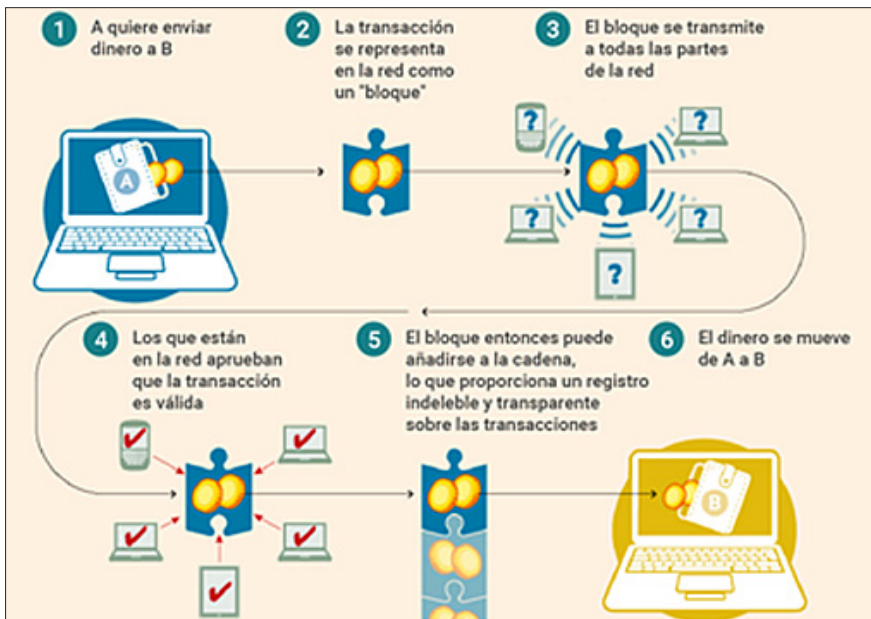 1 A quiere enviar
dinero a B
2 La transacción
se representa
en la red como
un "bloque"
3 El bloque se transmite
a todas las partes
de la red
A
?
?
?
?
?
4 Los que están
en la red aprueban
que la transacción
es válida
5 El bloque entonces puede
añadirse a la cadena,
lo que proporciona un registro
indeleble y transparente
sobre las transacciones
6 El dinero se mueve
de A a B
B